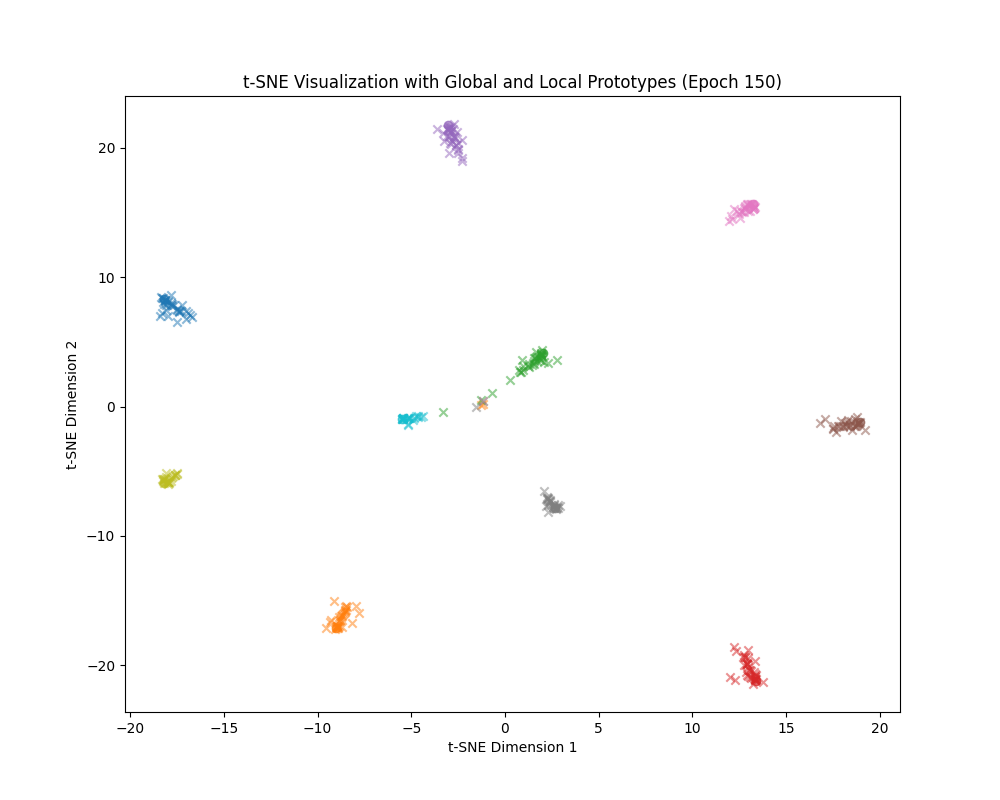 t-SNE Visualization with Global and Local Prototypes (Epoch 150)
20
10
0
−10
−20
t-SNE Dimension 2
−20 −15 −10 −5 0 5 10 15 20
t-SNE Dimension 1